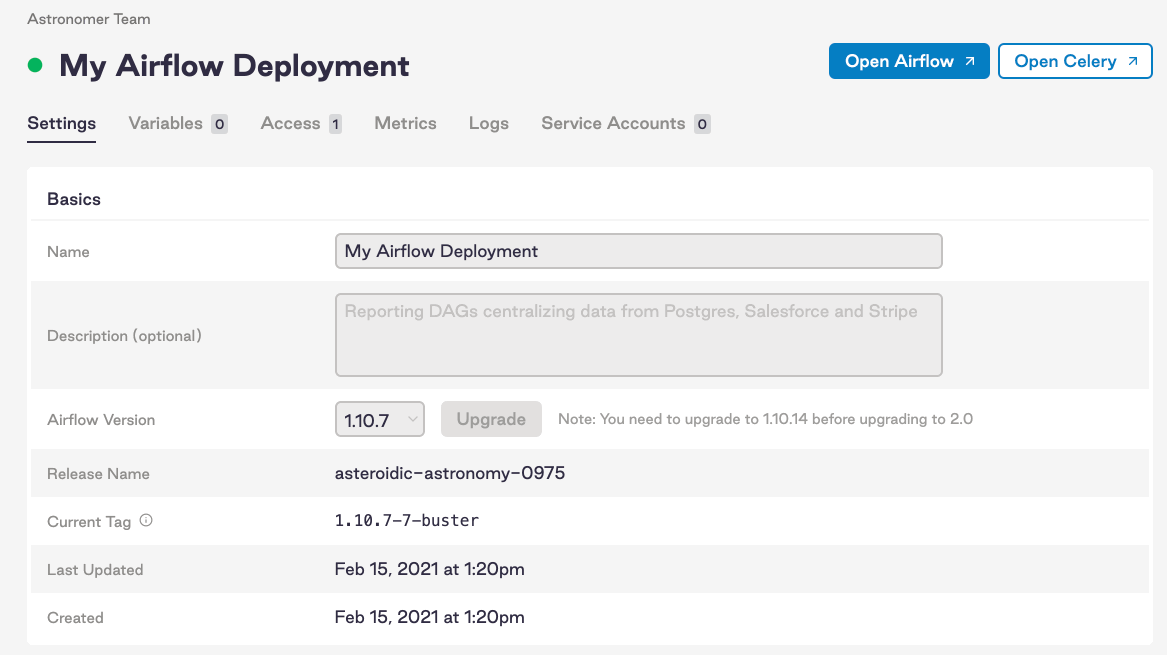 Astronomer Team
My Airflow Deployment
Open Airflow
Open Celery
Settings Variables 0 Access 1 Metrics Logs Service Accounts 0
Basics
Name My Airflow Deployment
Description (optional) Reporting DAGs centralizing data from Postgres, Salesforce and Stripe
Airflow Version 1.10.7 Upgrade Note: You need to upgrade to 1.10.14 before upgrading to 2.0
Release Name asteroidic-astronomy-0975
Current Tag 1.10.7-7-buster
Last Updated Feb 15, 2021 at 1:20pm
Created Feb 15, 2021 at 1:20pm